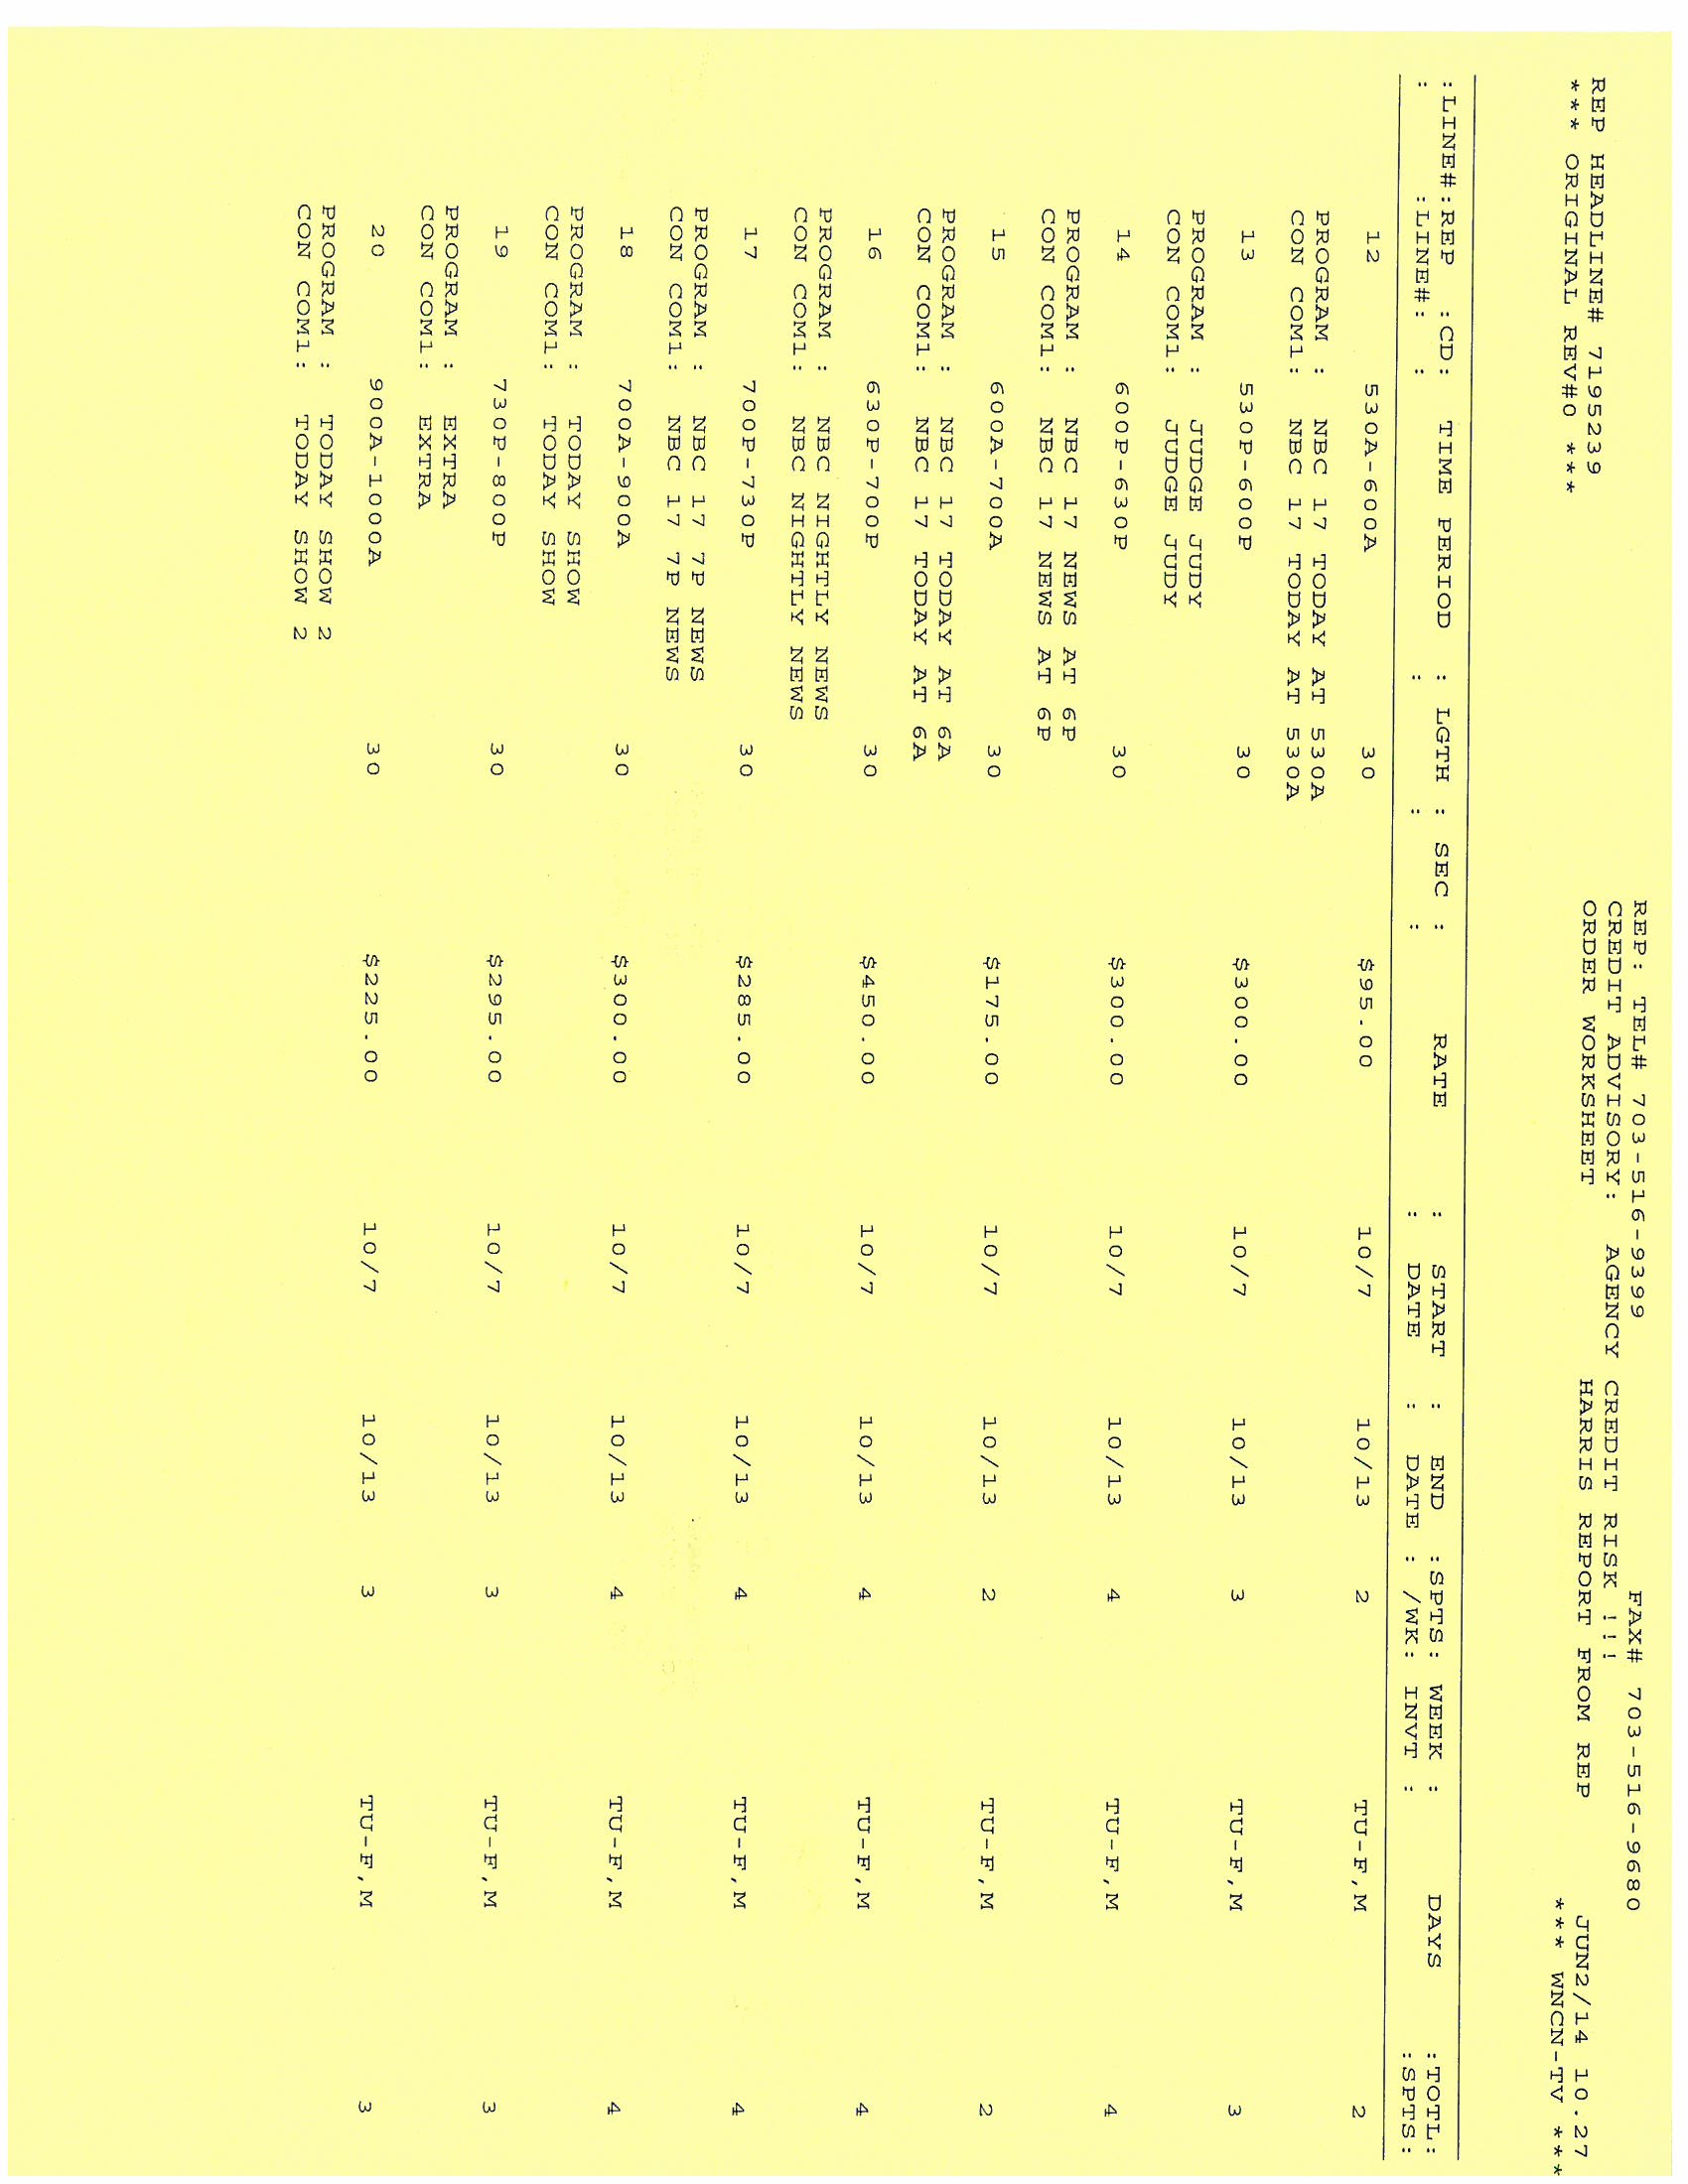 REP: TEL# 703-516-9399 FAX# 703-516-9680
CREDIT ADVISORY: AGENCY CREDIT RISK !!!
REP HEADLINE# 7195239 ORDER WORKSHEET HARRIS REPORT FROM REP JUN2/14 10.27
*** ORIGINAL REV#0 *** *** WNCN-TV ***
:LINE#:REP :CD: TIME PERIOD : LGTH : SEC : RATE : START : END :SPTS: WEEK : DAYS :TOTL:
: :LINE#: : : : : : DATE : DATE : /WK: INVT : :SPTS:
12 530A-600A 30 $95.00 10/7 10/13 2 TU-F,M 2
PROGRAM : NBC 17 TODAY AT 530A
CON COM1: NBC 17 TODAY AT 530A
13 530P-600P 30 $300.00 10/7 10/13 3 TU-F,M 3
PROGRAM : JUDGE JUDY
CON COM1: JUDGE JUDY
14 600P-630P 30 $300.00 10/7 10/13 4 TU-F,M 4
PROGRAM : NBC 17 NEWS AT 6P
CON COM1: NBC 17 NEWS AT 6P
15 600A-700A 30 $175.00 10/7 10/13 2 TU-F,M 2
PROGRAM : NBC 17 TODAY AT 6A
CON COM1: NBC 17 TODAY AT 6A
16 630P-700P 30 $450.00 10/7 10/13 4 TU-F,M 4
PROGRAM : NBC NIGHTLY NEWS
CON COM1: NBC NIGHTLY NEWS
17 700P-730P 30 $285.00 10/7 10/13 4 TU-F,M 4
PROGRAM : NBC 17 7P NEWS
CON COM1: NBC 17 7P NEWS
18 700A-900A 30 $300.00 10/7 10/13 4 TU-F,M 4
PROGRAM : TODAY SHOW
CON COM1: TODAY SHOW
19 730P-800P 30 $295.00 10/7 10/13 3 TU-F,M 3
PROGRAM : EXTRA
CON COM1: EXTRA
20 900A-1000A 30 $225.00 10/7 10/13 3 TU-F,M 3
PROGRAM : TODAY SHOW 2
CON COM1: TODAY SHOW 2